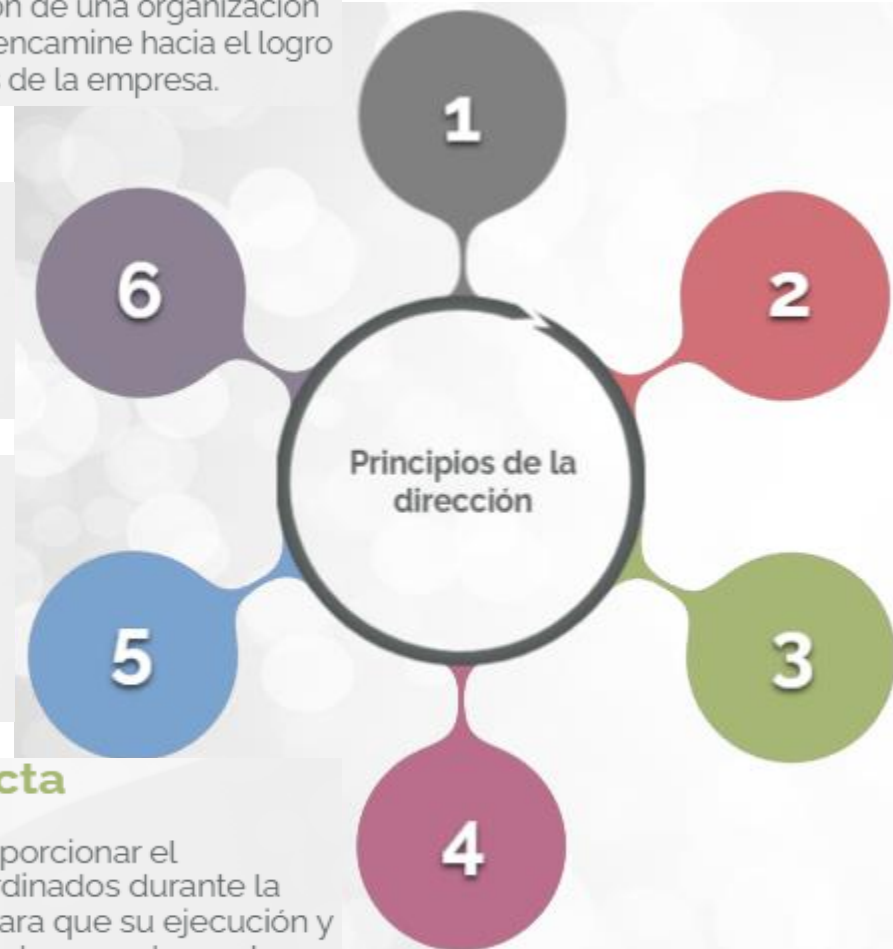 ón de una organización
encamine hacia el logro
de la empresa.
1
6
2
Principios de la
dirección
5
3
cta
porcionar el
rdinados durante la
para que su ejecución y
4